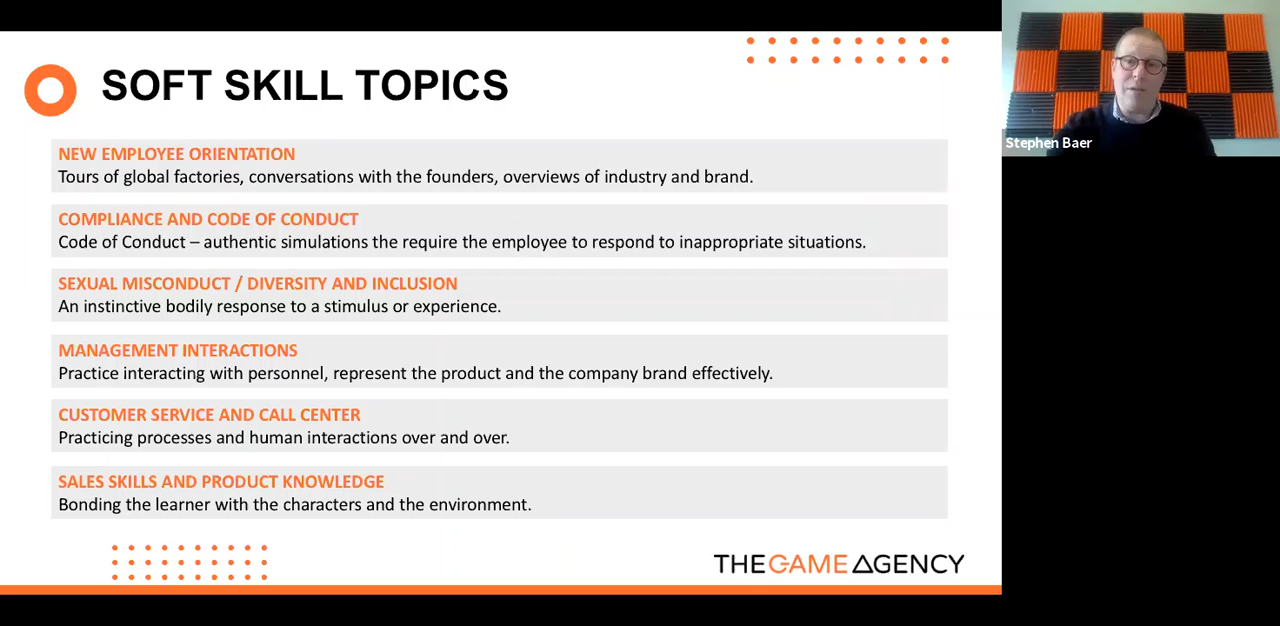 SOFT SKILL TOPICS
NEW EMPLOYEE ORIENTATION
Tours of global factories, conversations with the founders, overviews of industry and brand.
COMPLIANCE AND CODE OF CONDUCT
Code of Conduct – authentic simulations the require the employee to respond to inappropriate situations.
SEXUAL MISCONDUCT / DIVERSITY AND INCLUSION
An instinctive bodily response to a stimulus or experience.
MANAGEMENT INTERACTIONS
Practice interacting with personnel, represent the product and the company brand effectively.
CUSTOMER SERVICE AND CALL CENTER
Practicing processes and human interactions over and over.
SALES SKILLS AND PRODUCT KNOWLEDGE
Bonding the learner with the characters and the environment.
THE GAME AGENCY
Stephen Baer